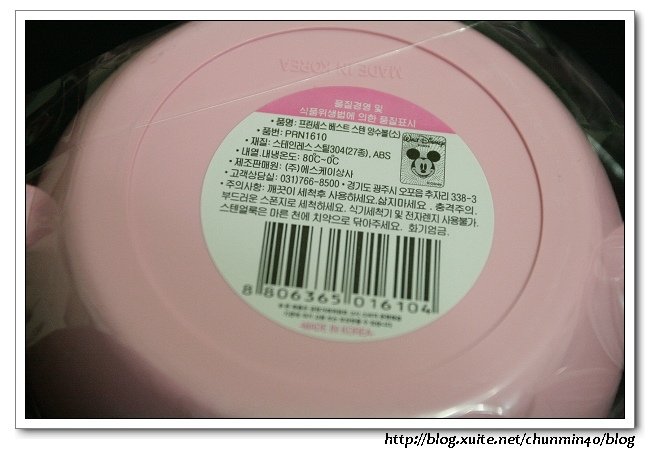 MADE IN KOREA
품질경영 및
식품위생법에 의한 품질표시
• 품명: 프린세스 베스트 스텐 양수볼(소)
• 품번: PRN1610
• 재질: 스테인레스 스틸304(27종), ABS
• 내열.내냉온도: 80℃-0℃
• 제조판매원: (주)에스케이상사
• 고객상담실: 031)766-8500 • 경기도 광주시 오포읍 추자리 338-3
• 주의사항: 깨끗이 세척후 사용하세요.삶지마세요. 충격주의.
부드러운 스폰지로 세척하세요. 식기세척기 및 전자렌지 사용불가.
스텐얼룩은 마른 천에 치약으로 닦아주세요. 화기엄금.
WALT DISNEY
8 806365 016104
MADE IN KOREA
http://blog.xuite.net/chunmin40/blog